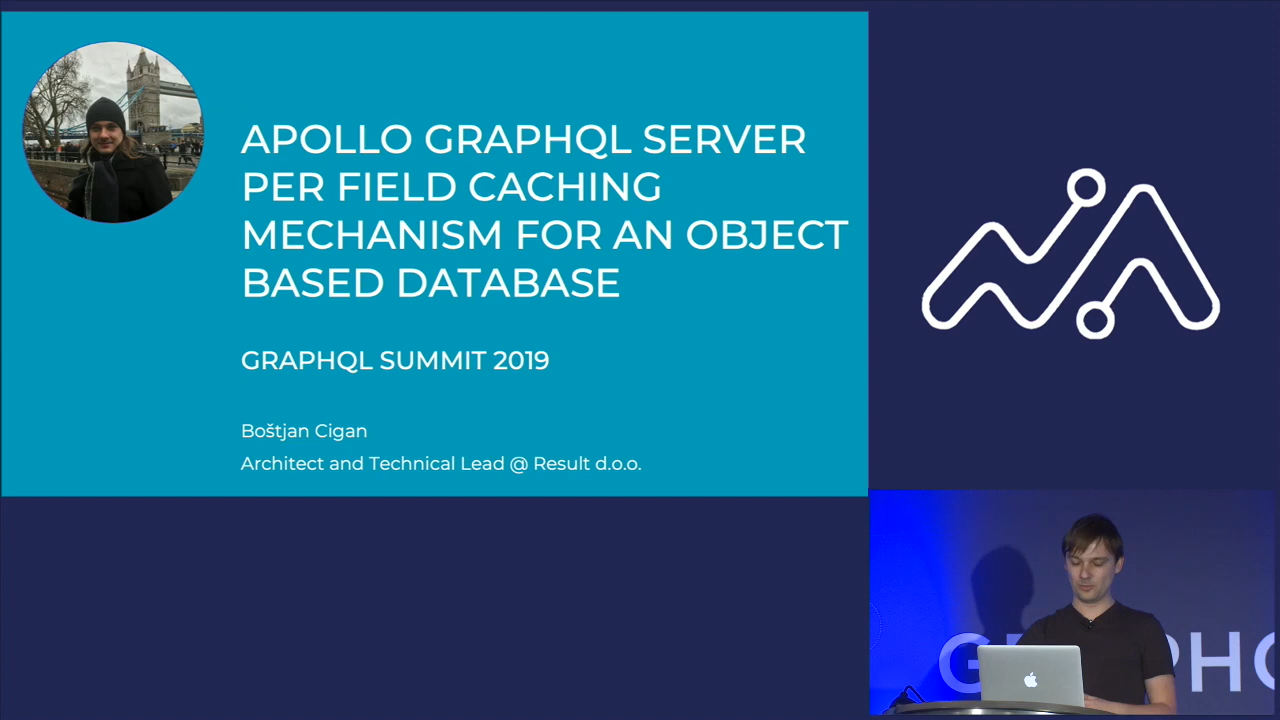 APOLLO GRAPHQL SERVER
PER FIELD CACHING
MECHANISM FOR AN OBJECT
BASED DATABASE
GRAPHQL SUMMIT 2019
Boštjan Cigan
Architect and Technical Lead @ Result d.o.o.